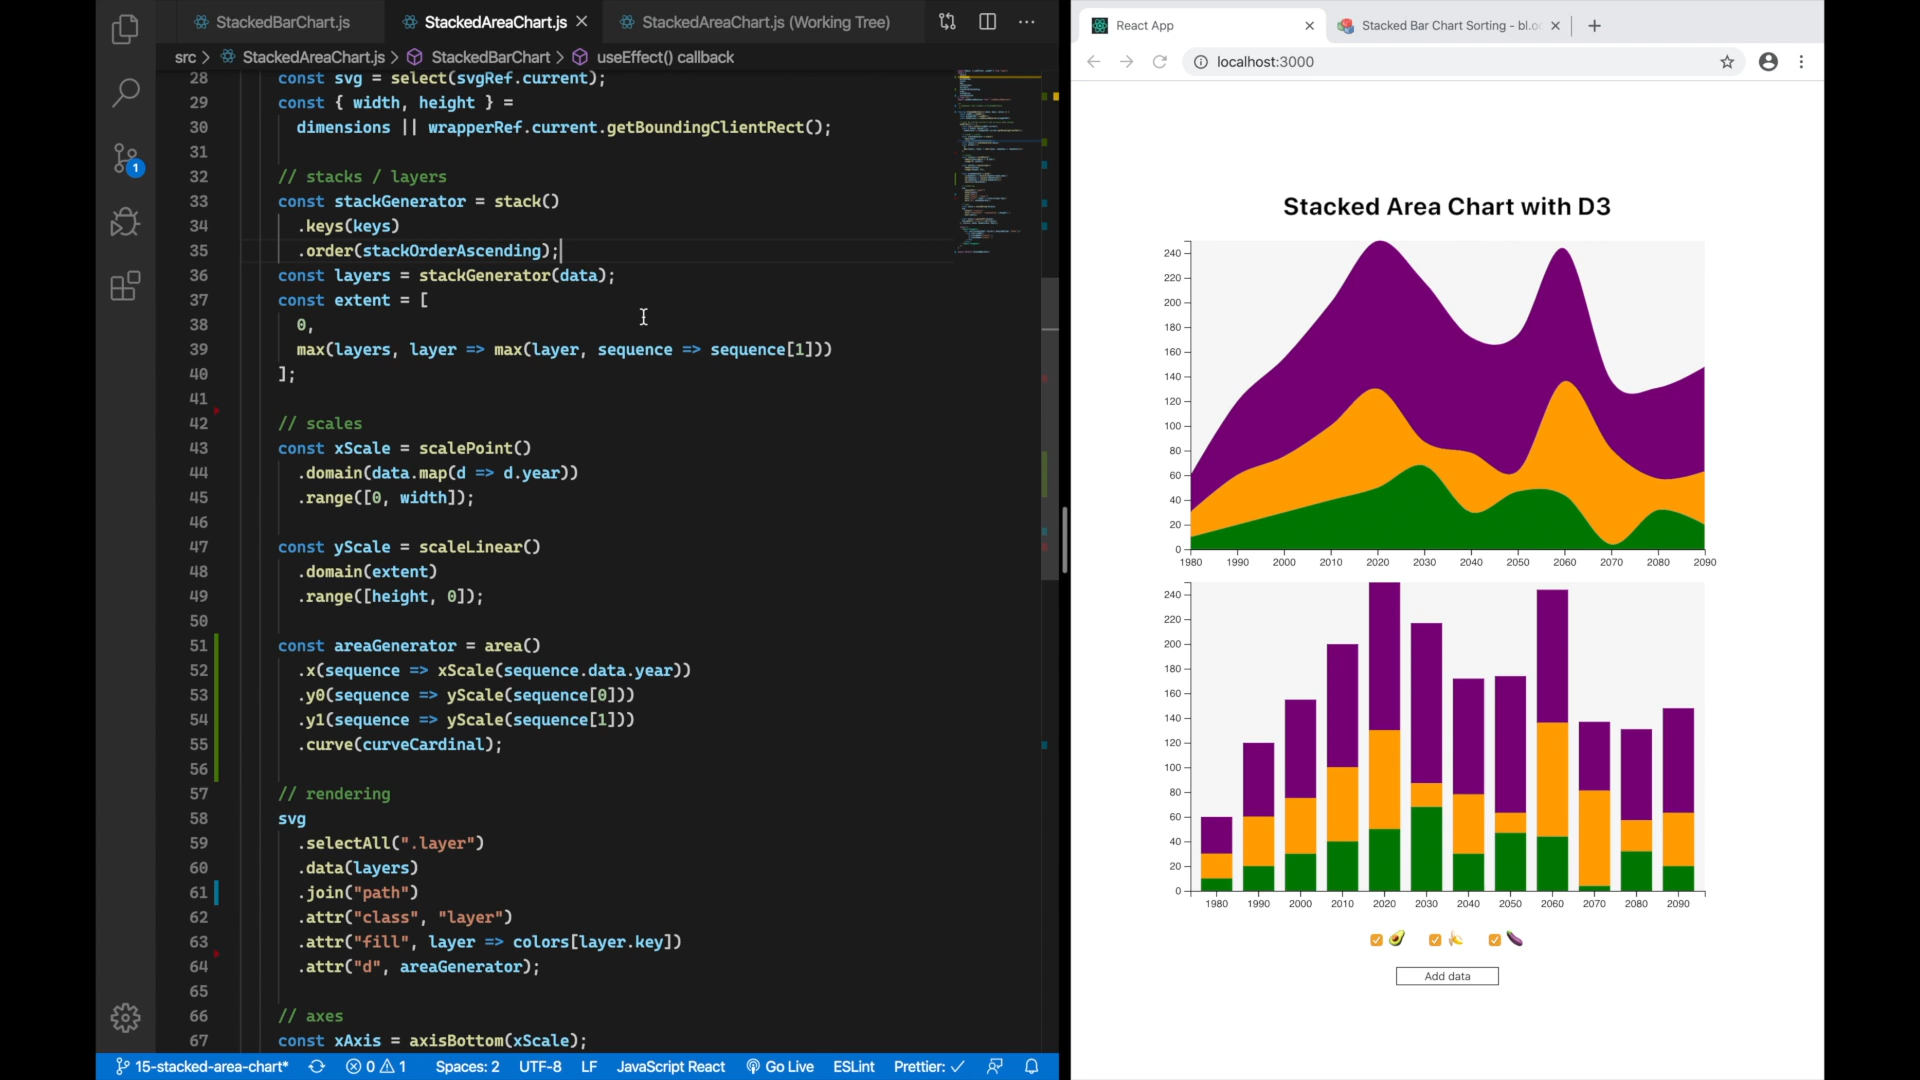 StackedBarChart.js
StackedAreaChart.js
StackedAreaChart.js (Working Tree)
src > StackedAreaChart.js > StackedBarChart > useEffect() callback
28 const svg = select(svgRef.current);
29 const { width, height } =
30 dimensions || wrapperRef.current.getBoundingClientRect();
31
32 // stacks / layers
33 const stackGenerator = stack()
34 .keys(keys)
35 .order(stackOrderAscending);
36 const layers = stackGenerator(data);
37 const extent = [
38 0,
39 max(layers, layer => max(layer, sequence => sequence[1]))
40 ];
41
42 // scales
43 const xScale = scalePoint()
44 .domain(data.map(d => d.year))
45 .range([0, width]);
46
47 const yScale = scaleLinear()
48 .domain(extent)
49 .range([height, 0]);
50
51 const areaGenerator = area()
52 .x(sequence => xScale(sequence.data.year))
53 .y0(sequence => yScale(sequence[0]))
54 .y1(sequence => yScale(sequence[1]))
55 .curve(curveCardinal);
56
57 // rendering
58 svg
59 .selectAll(".layer")
60 .data(layers)
61 .join("path")
62 .attr("class", "layer")
63 .attr("fill", layer => colors[layer.key])
64 .attr("d", areaGenerator);
65
66 // axes
67 const xAxis = axisBottom(xScale);
1
15-stacked-area-chart* 0 1 Spaces: 2 UTF-8 LF JavaScript React Go Live ESLint Prettier: ✓
React App
Stacked Bar Chart Sorting - bl.oc
localhost:3000
Stacked Area Chart with D3
240
220
200
180
160
140
120
100
80
60
40
20
0
1980 1990 2000 2010 2020 2030 2040 2050 2060 2070 2080 2090
240
220
200
180
160
140
120
100
80
60
40
20
0
1980 1990 2000 2010 2020 2030 2040 2050 2060 2070 2080 2090
Add data